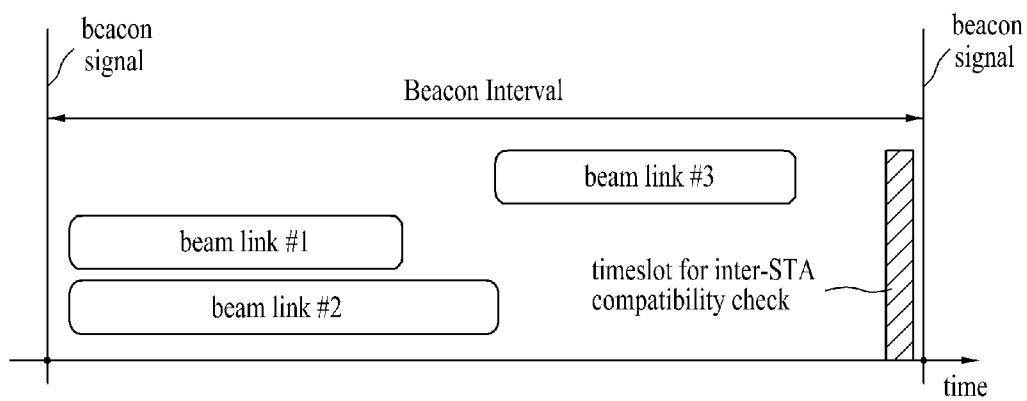 beacon
signal
beacon
signal
Beacon Interval
beam link #3
beam link #1
beam link #2
timeslot for inter-STA
compatibility check
time